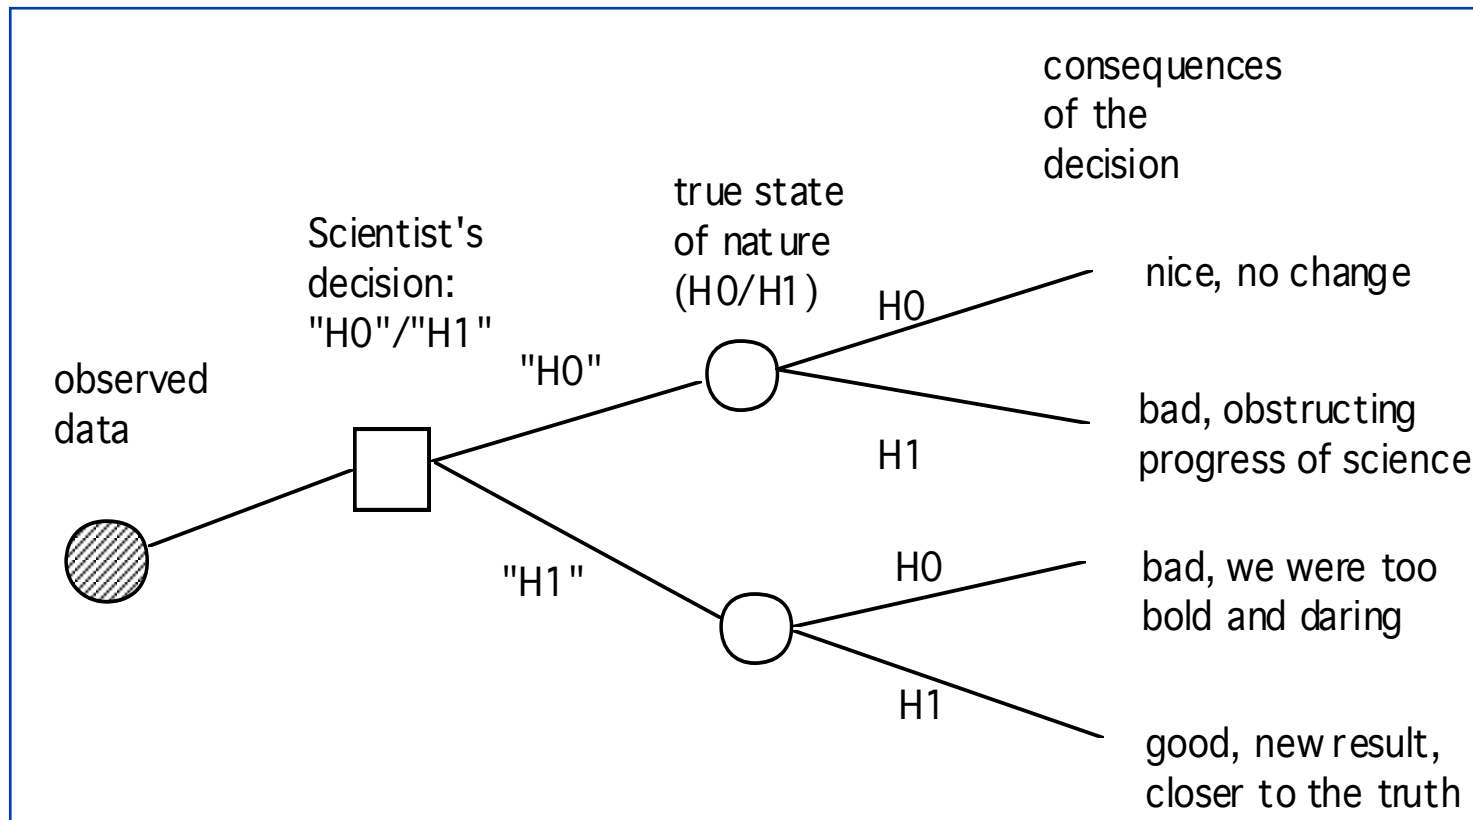 consequences
of the
decision
true state
of nature
(H0/H1)
Scientist's
decision:
"H0"/"H1"
observed
data
"H0"
"H1"
H0
nice, no change
H1
bad, obstructing
progress of science
H0
bad, we were too
bold and daring
H1
good, new result,
closer to the truth